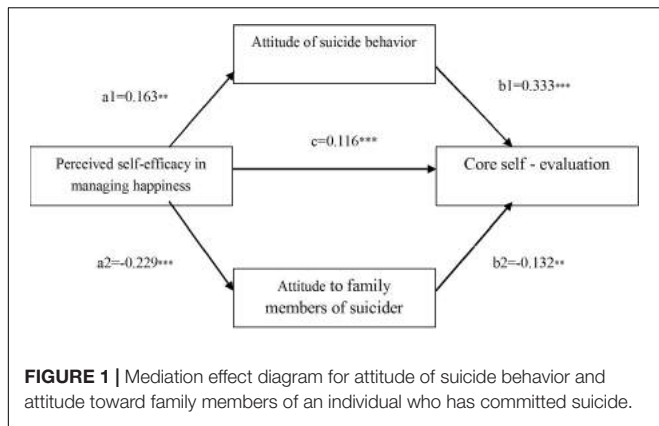 Attitude of suicide behavior
a1=0.163**
b1=0.333***
c=0.116***
Perceived self-efficacy in
managing happiness
Core self - evaluation
a2=-0.229***
b2=-0.132**
Attitude to family
members of suicider
FIGURE 1 | Mediation effect diagram for attitude of suicide behavior and
attitude toward family members of an individual who has committed suicide.